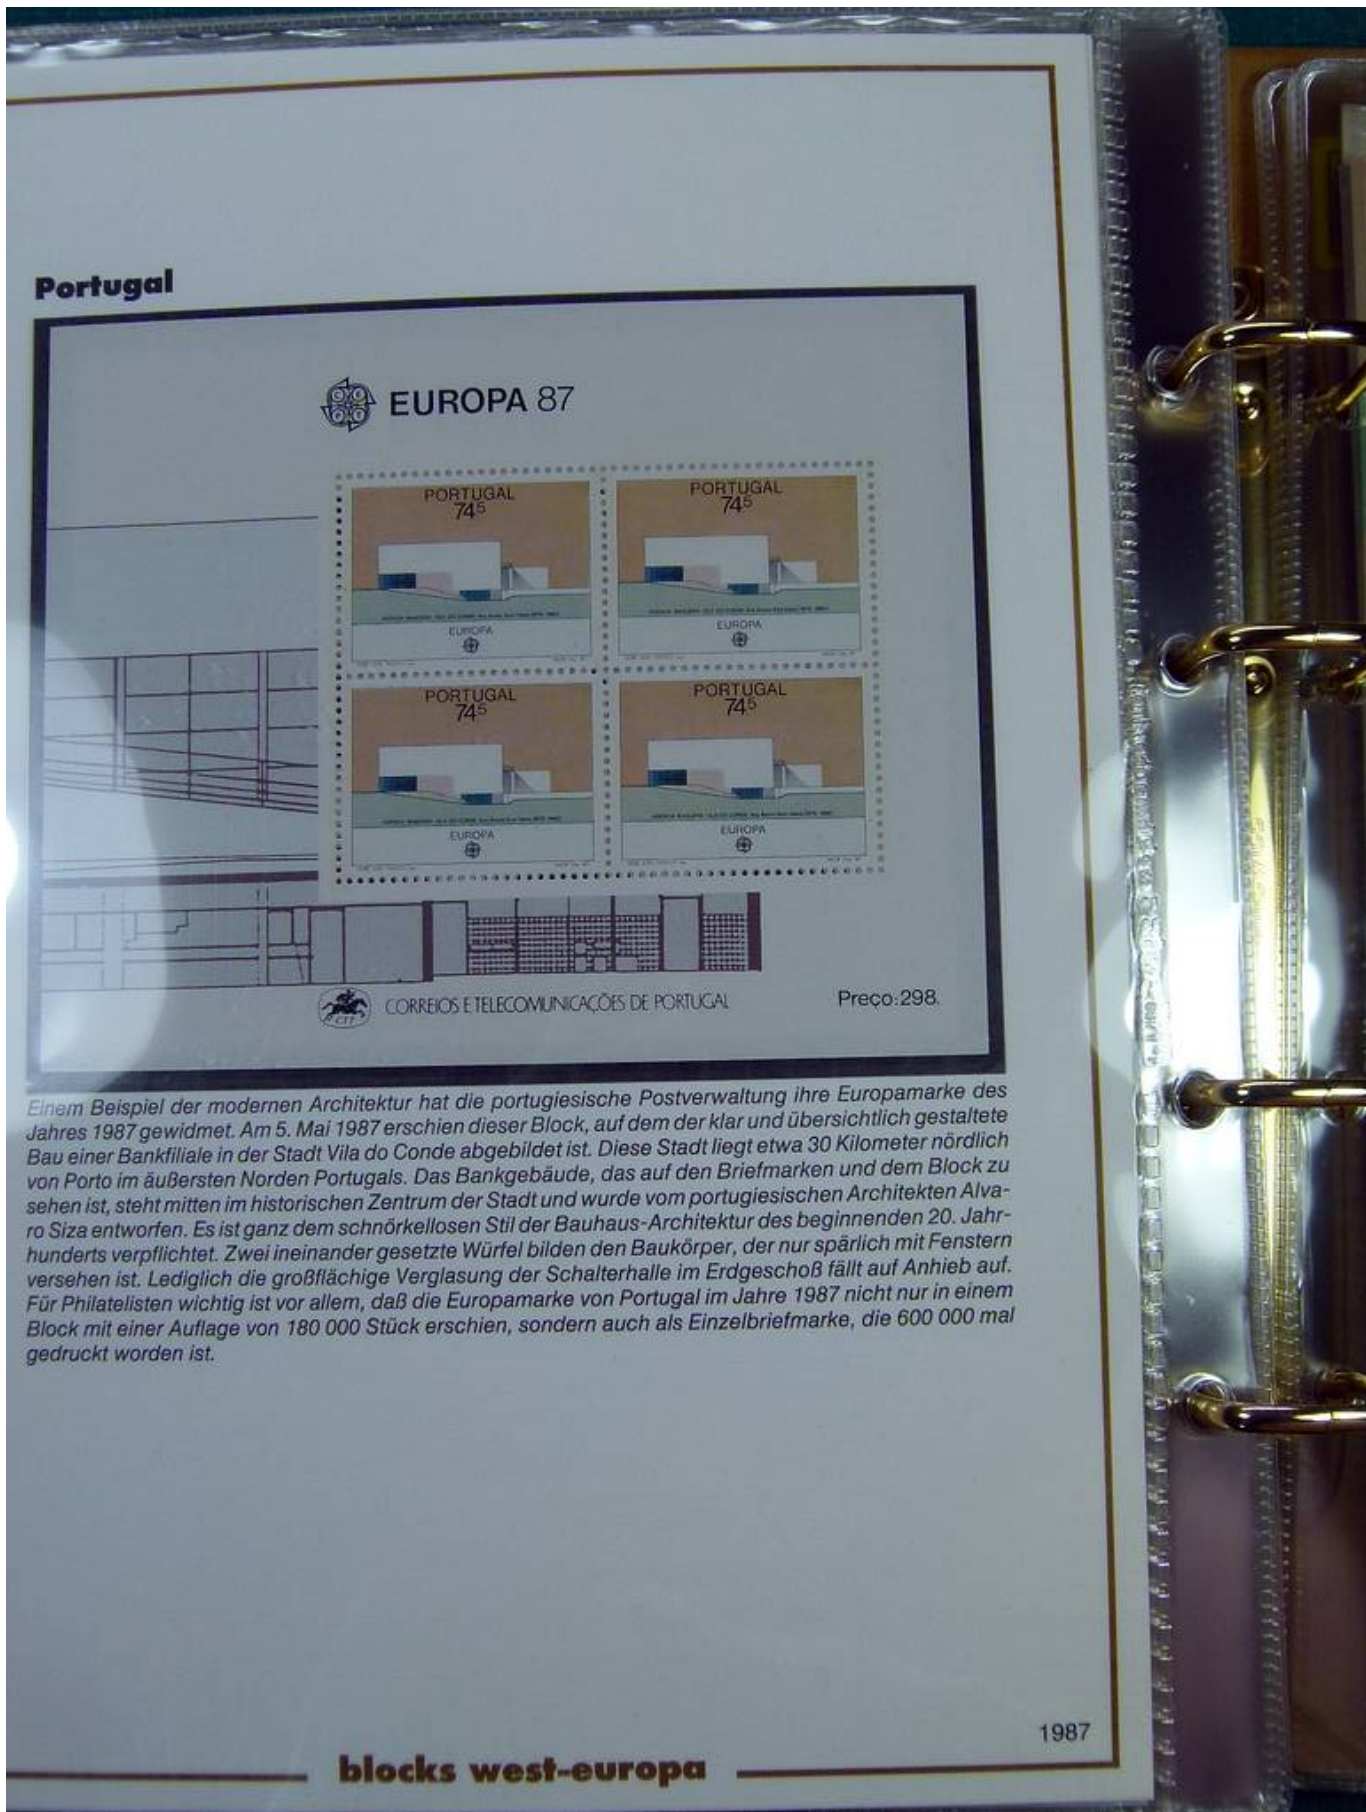 Portugal
EUROPA 87
PORTUGAL
74⁵
EUROPA
PORTUGAL
74⁵
EUROPA
PORTUGAL
74⁵
EUROPA
PORTUGAL
74⁵
EUROPA
CTT
CORREIOS E TELECOMUNICAÇÕES DE PORTUGAL
Preço: 298.
Einem Beispiel der modernen Architektur hat die portugiesische Postverwaltung ihre Europamarke des
Jahres 1987 gewidmet. Am 5. Mai 1987 erschien dieser Block, auf dem der klar und übersichtlich gestaltete
Bau einer Bankfiliale in der Stadt Vila do Conde abgebildet ist. Diese Stadt liegt etwa 30 Kilometer nördlich
von Porto im äußersten Norden Portugals. Das Bankgebäude, das auf den Briefmarken und dem Block zu
sehen ist, steht mitten im historischen Zentrum der Stadt und wurde vom portugiesischen Architekten Alva-
ro Siza entworfen. Es ist ganz dem schnörkellosen Stil der Bauhaus-Architektur des beginnenden 20. Jahr-
hunderts verpflichtet. Zwei ineinander gesetzte Würfel bilden den Baukörper, der nur spärlich mit Fenstern
versehen ist. Lediglich die großflächige Verglasung der Schalterhalle im Erdgeschoß fällt auf Anhieb auf.
Für Philatelisten wichtig ist vor allem, daß die Europamarke von Portugal im Jahre 1987 nicht nur in einem
Block mit einer Auflage von 180 000 Stück erschien, sondern auch als Einzelbriefmarke, die 600 000 mal
gedruckt worden ist.
1987
blocks west-europa